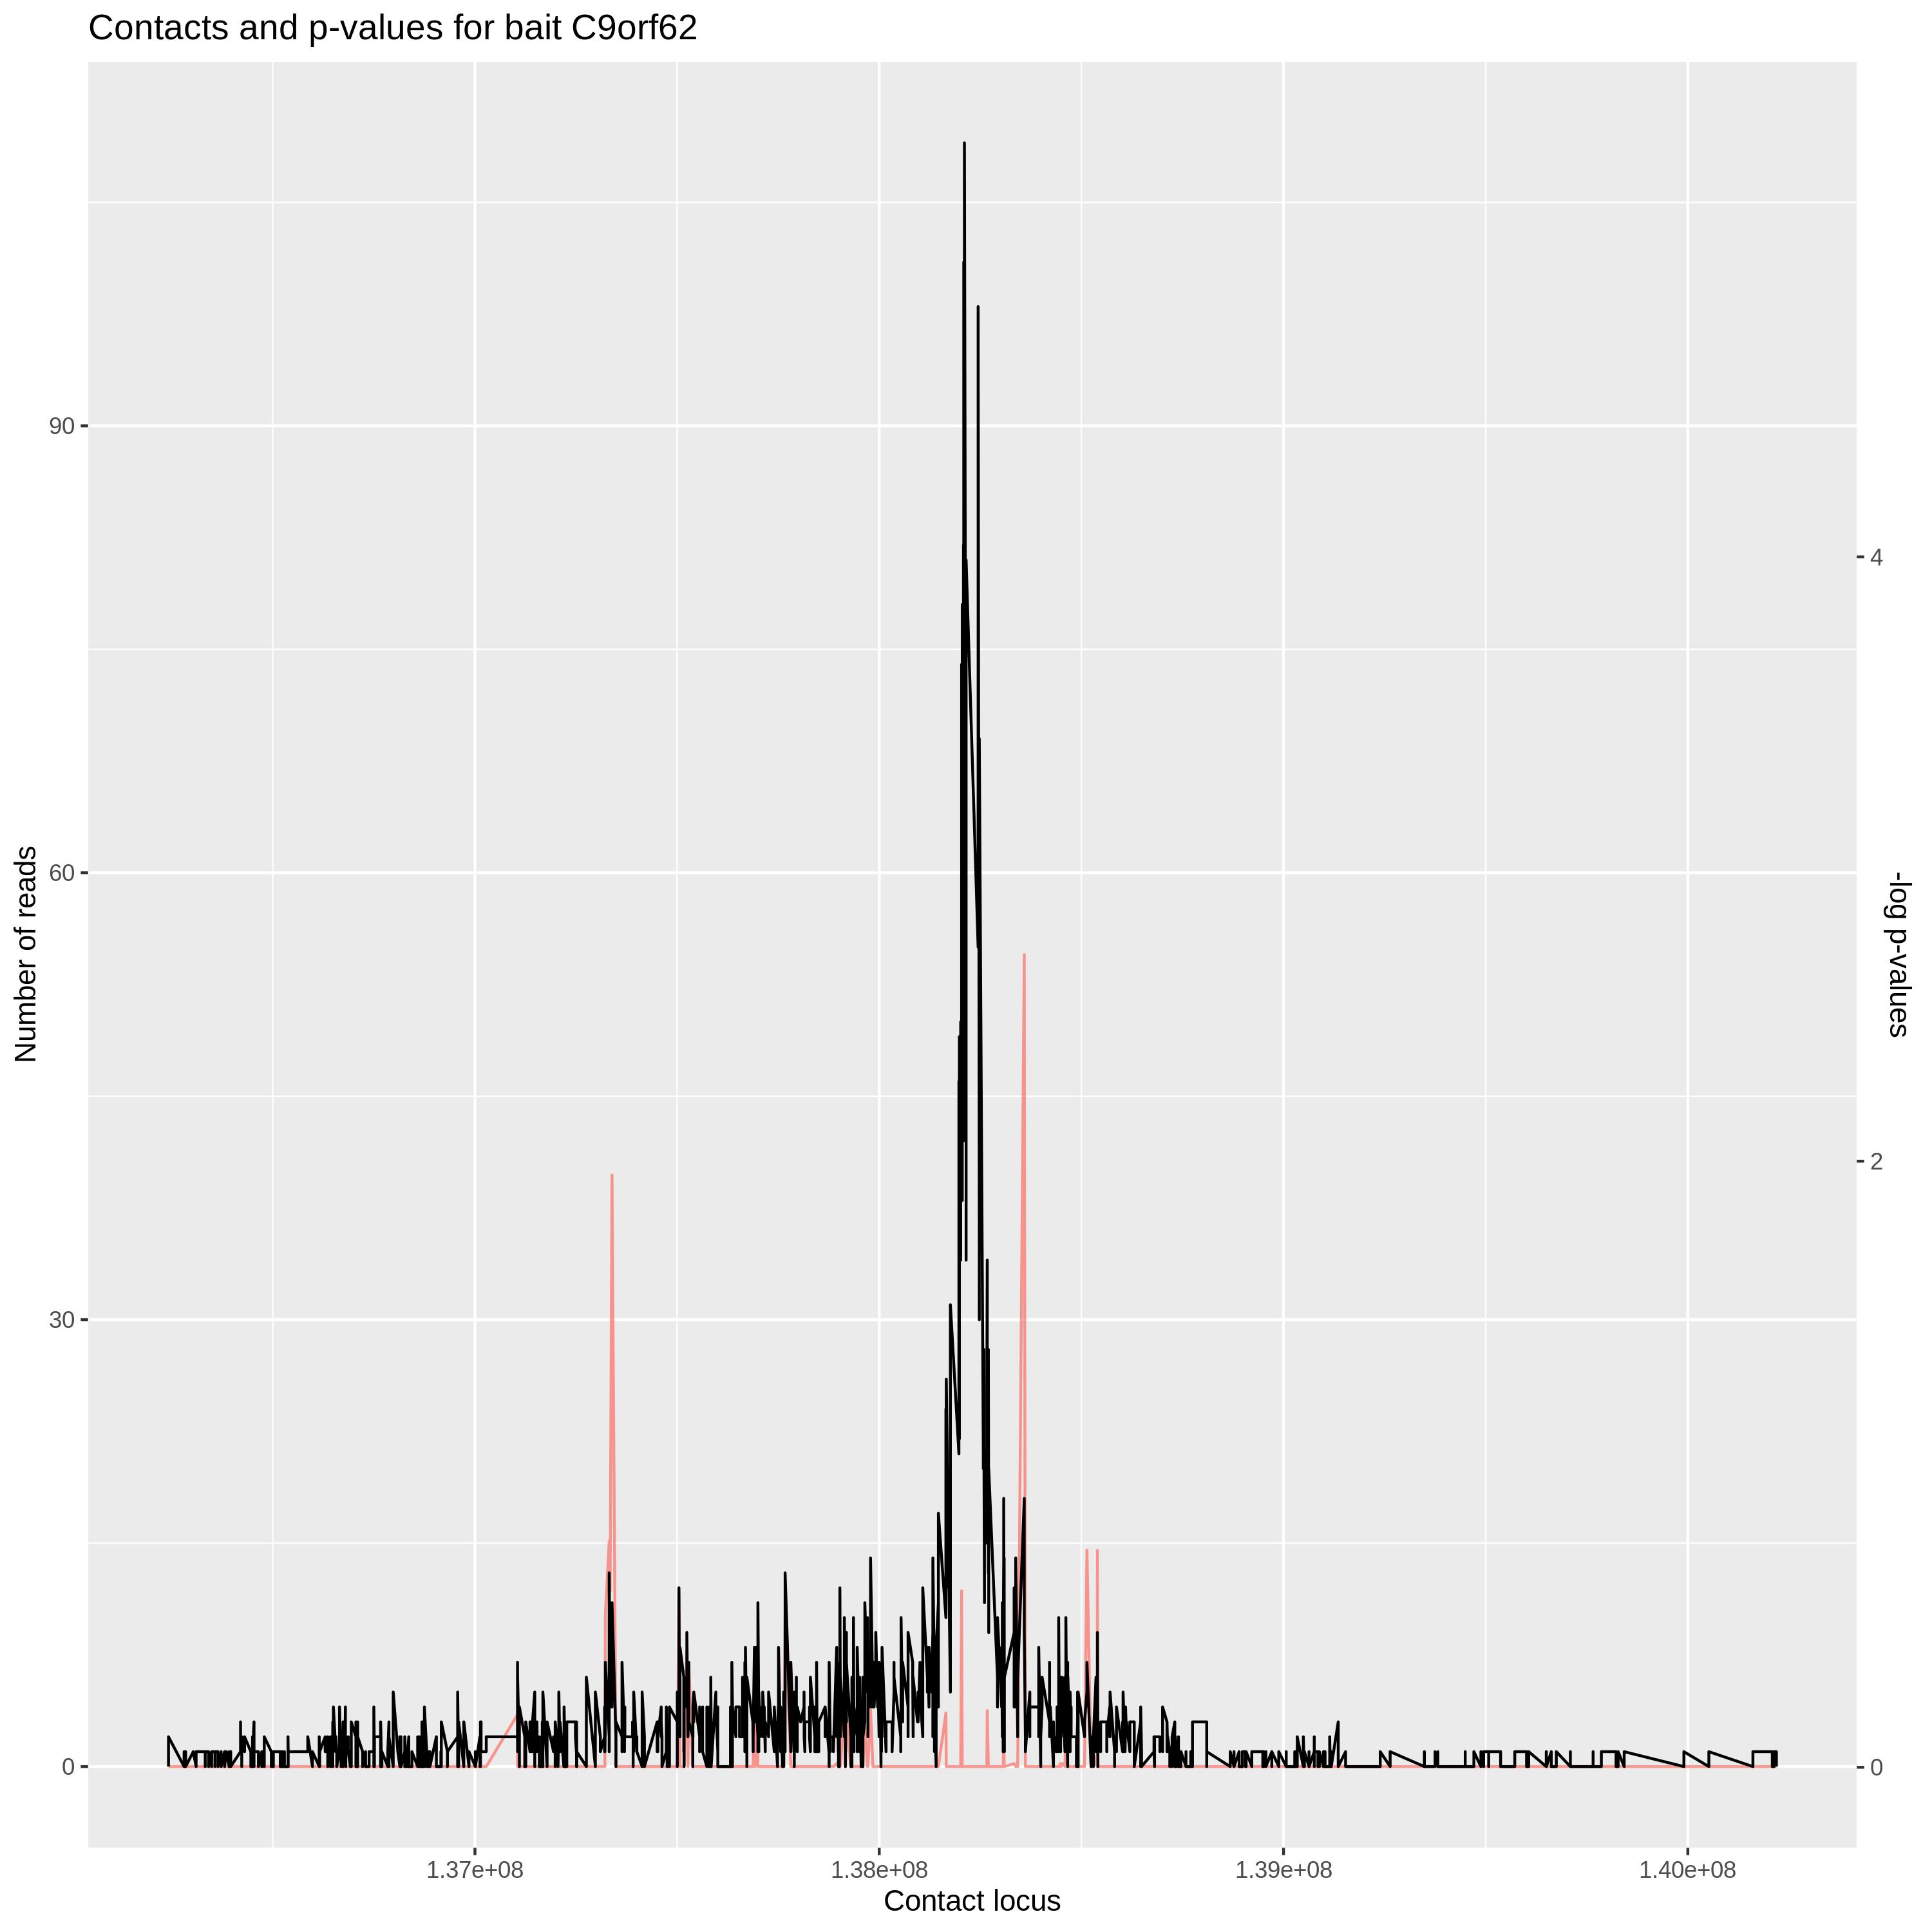 Contacts and p-values for bait C9orf62
90
60
30
0
Number of reads
4
2
0
-log p-values
1.37e+08 1.38e+08 1.39e+08 1.40e+08
Contact locus